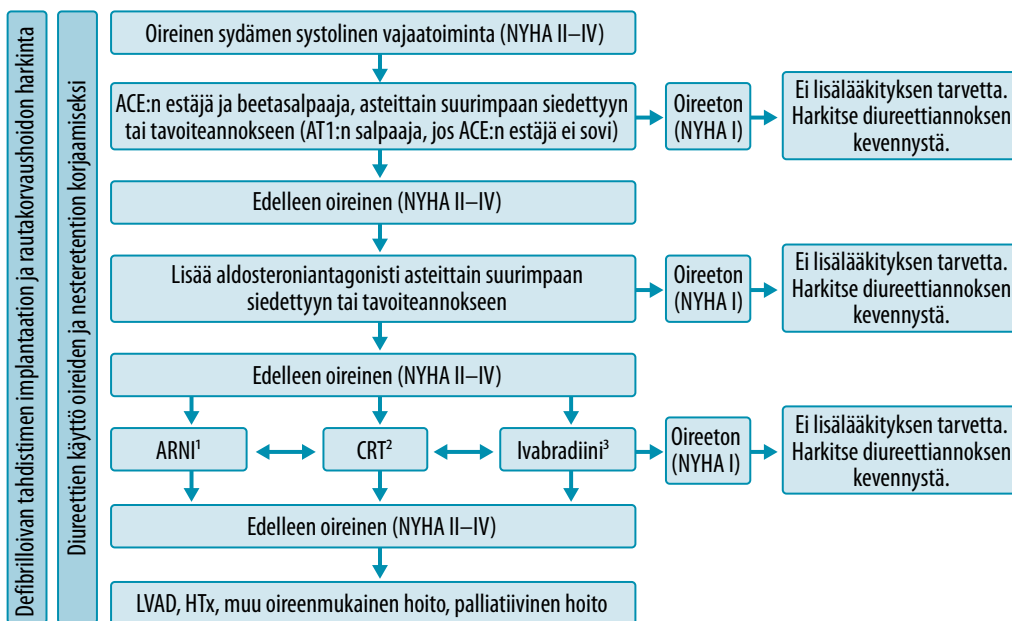 Defibrilloivan tahdistimen implantaation ja rautakorvaushoidon harkinta
Diureettien käyttö oireiden ja nesteretention korjaamiseksi
Oireinen sydämen systolinen vajaatoiminta (NYHA II–IV)
ACE:n estäjä ja beetasalpaaja, asteittain suurimpaan siedettyyn
tai tavoiteannokseen (AT1:n salpaaja, jos ACE:n estäjä ei sovi)
Oireeton
(NYHA I)
Ei lisälääkityksen tarvetta.
Harkitse diureettiannoksen
kevennystä.
Edelleen oireinen (NYHA II–IV)
Lisää aldosteroniantagonisti asteittain suurimpaan
siedettyyn tai tavoiteannokseen
Oireeton
(NYHA I)
Ei lisälääkityksen tarvetta.
Harkitse diureettiannoksen
kevennystä.
Edelleen oireinen (NYHA II–IV)
ARNI¹
CRT²
Ivabradiini³
Oireeton
(NYHA I)
Ei lisälääkityksen tarvetta.
Harkitse diureettiannoksen
kevennystä.
Edelleen oireinen (NYHA II–IV)
LVAD, HTx, muu oireenmukainen hoito, palliatiivinen hoito